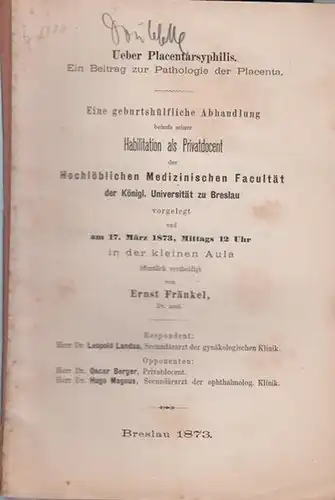 Ueber Placentarsyphilis.
Ein Beitrag zur Pathologie der Placenta.
Eine geburtshülfliche Abhandlung
behufs seiner
Habilitation als Privatdocent
der
Hochlöblichen Medizinischen Facultät
der Königl. Universität zu Breslau
vorgelegt
und
am 17. März 1873, Mittags 12 Uhr
in der kleinen Aula
öffentlich vertheidigt
von
Ernst Fränkel,
Dr. med.
Respondent:
Herr Dr. Leopold Landau, Secundärarzt der gynäkologischen Klinik.
Opponenten:
Herr Dr. Oscar Berger, Privatdocent.
Herr Dr. Hugo Magnus, Secundärarzt der ophthalmolog. Klinik.
Breslau 1873.